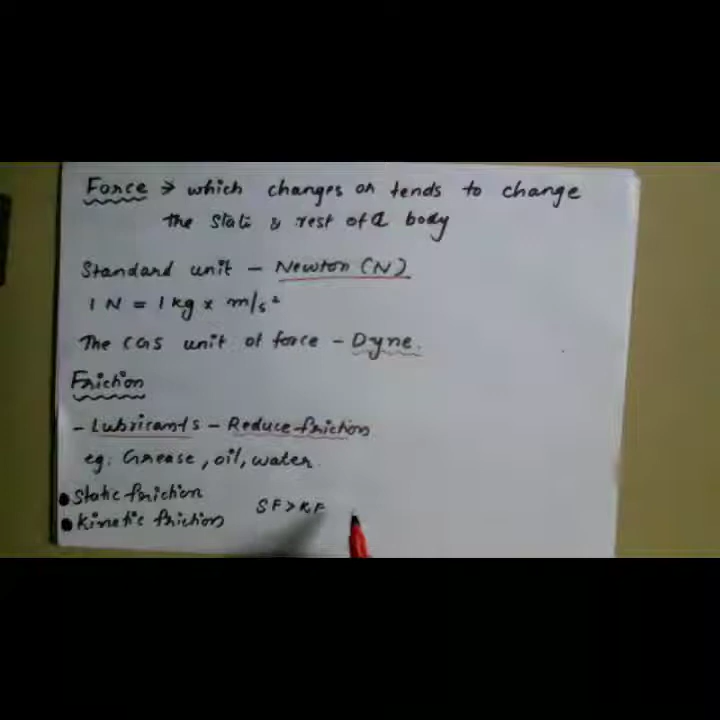 Force → which changes or tends to change
the state & rest of a body
Standard unit - Newton (N)
1 N = 1 kg x m/s²
The CGS unit of force - Dyne.
Friction
- Lubricants - Reduce friction
eg: Grease, oil, water.
• Static friction
SF > KF
• Kinetic friction